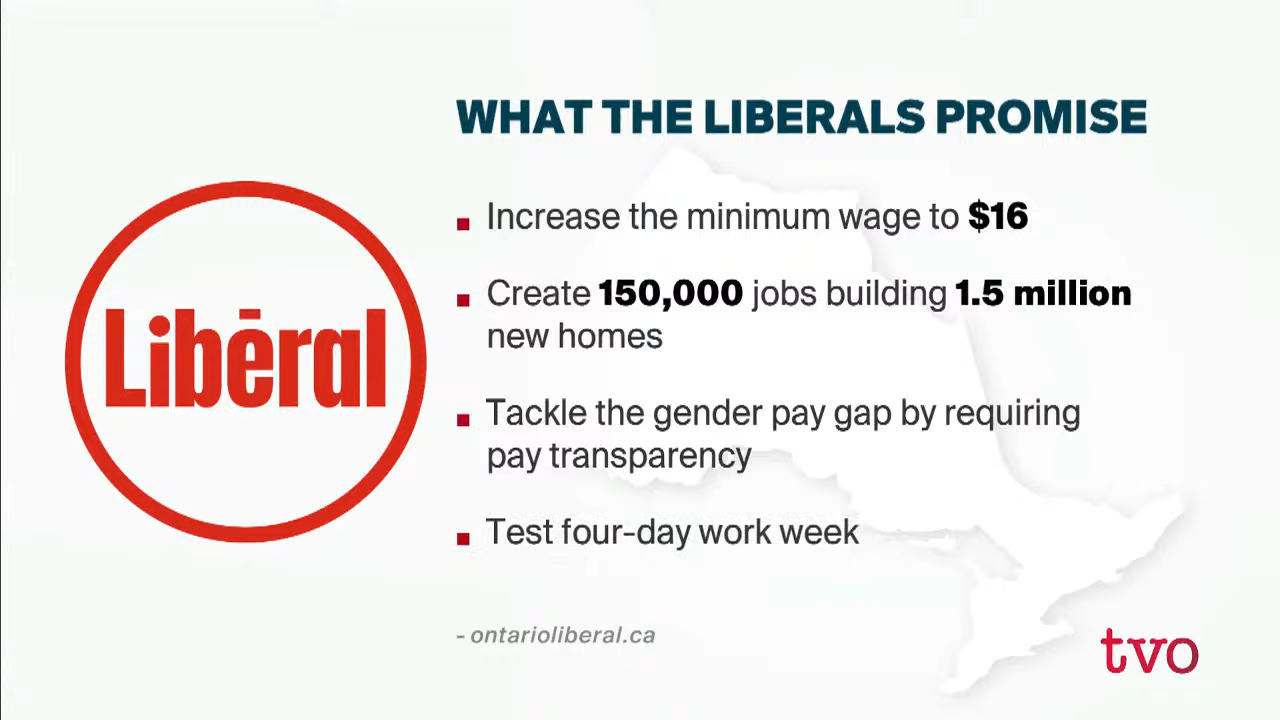 WHAT THE LIBERALS PROMISE
Libēral
Increase the minimum wage to $16
Create 150,000 jobs building 1.5 million
new homes
Tackle the gender pay gap by requiring
pay transparency
Test four-day work week
- ontarioliberal.ca
tvo